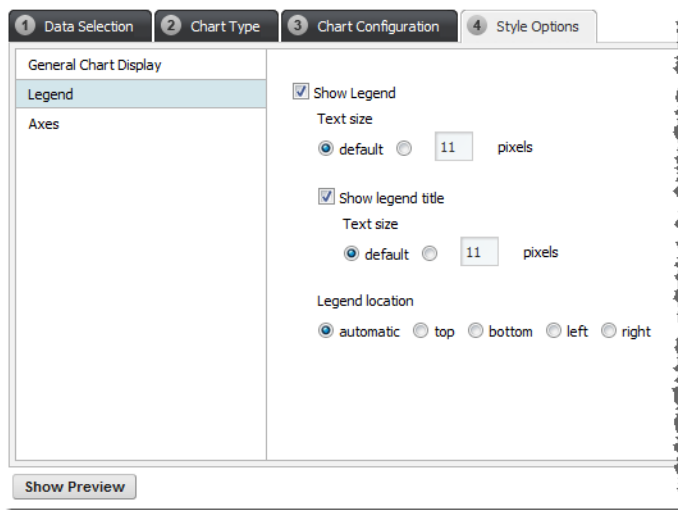 1 Data Selection 2 Chart Type 3 Chart Configuration 4 Style Options
General Chart Display
Legend
Axes
Show Legend
Text size
default 11 pixels
Show legend title
Text size
default 11 pixels
Legend location
automatic top bottom left right
Show Preview